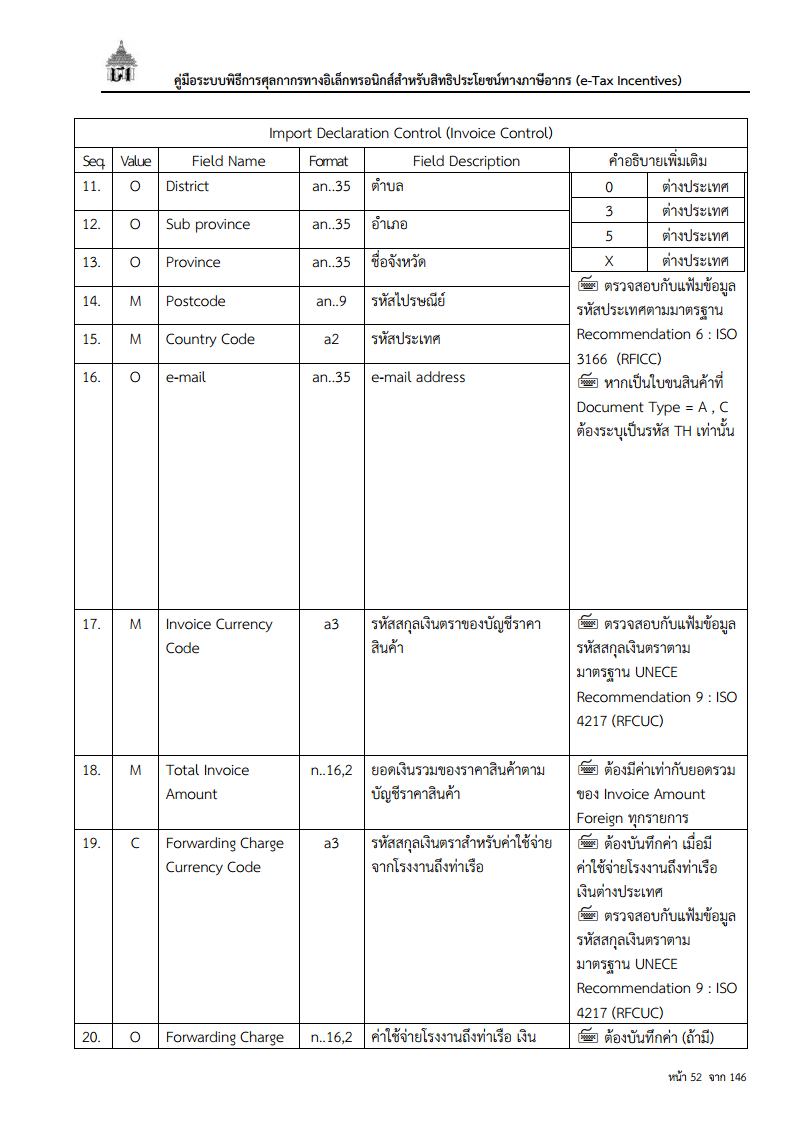 คู่มือระบบพิธีการศุลกากรทางอิเล็กทรอนิกส์สำหรับสิทธิประโยชน์ทางภาษีอากร (e-Tax Incentives)
Import Declaration Control (Invoice Control)
Seq. Value Field Name Format Field Description คำอธิบายเพิ่มเติม
11. O District an..35 ตำบล
12. O Sub province an..35 อำเภอ
13. O Province an..35 ชื่อจังหวัด
14. M Postcode an..9 รหัสไปรษณีย์
15. M Country Code a2 รหัสประเทศ
16. O e-mail an..35 e-mail address
0 ต่างประเทศ
3 ต่างประเทศ
5 ต่างประเทศ
X ต่างประเทศ
ตรวจสอบกับแฟ้มข้อมูล
รหัสประเทศตามมาตรฐาน
Recommendation 6 : ISO
3166 (RFICC)
หากเป็นใบขนสินค้าที่
Document Type = A , C
ต้องระบุเป็นรหัส TH เท่านั้น
17. M Invoice Currency a3 รหัสสกุลเงินตราของบัญชีราคา
Code สินค้า
ตรวจสอบกับแฟ้มข้อมูล
รหัสสกุลเงินตราตาม
มาตรฐาน UNECE
Recommendation 9 : ISO
4217 (RFCUC)
18. M Total Invoice n..16,2 ยอดเงินรวมของราคาสินค้าตาม
Amount บัญชีราคาสินค้า
ต้องมีค่าเท่ากับยอดรวม
ของ Invoice Amount
Foreign ทุกรายการ
19. C Forwarding Charge a3 รหัสสกุลเงินตราสำหรับค่าใช้จ่าย
Currency Code จากโรงงานถึงท่าเรือ
ต้องบันทึกค่า เมื่อมี
ค่าใช้จ่ายโรงงานถึงท่าเรือ
เงินต่างประเทศ
ตรวจสอบกับแฟ้มข้อมูล
รหัสสกุลเงินตราตาม
มาตรฐาน UNECE
Recommendation 9 : ISO
4217 (RFCUC)
20. O Forwarding Charge n..16,2 ค่าใช้จ่ายโรงงานถึงท่าเรือ เงิน ต้องบันทึกค่า (ถ้ามี)
หน้า 52 จาก 146